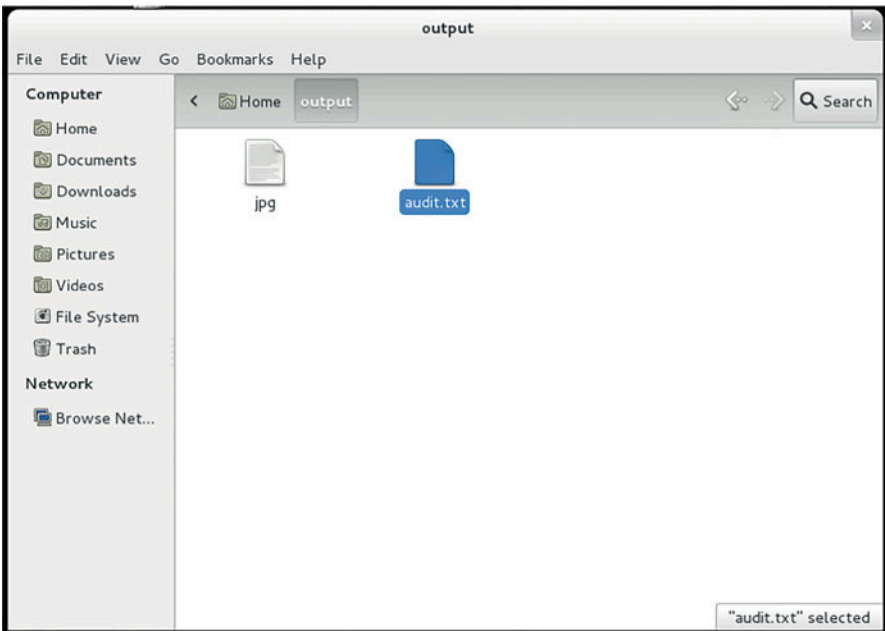 output
File Edit View Go Bookmarks Help
Computer
Home
Documents
Downloads
Music
Pictures
Videos
File System
Trash
Network
Browse Net...
Home output
Search
jpg
audit.txt
"audit.txt" selected